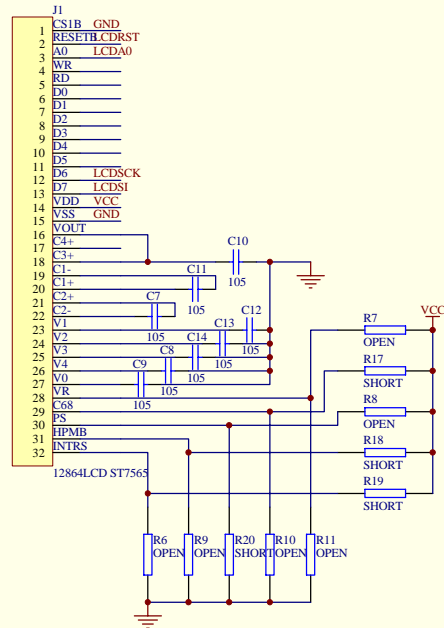 J1
1 CS1B GND
2 RESETB LCDRST
3 A0 LCDA0
4 WR
5 RD
6 D0
7 D1
8 D2
9 D3
10 D4
11 D5
12 D6 LCDSCK
13 D7 LCDSI
14 VDD VCC
15 VSS GND
16 VOUT
17 C4+
18 C3+
19 C1-
20 C1+
21 C2+
22 C2-
23 V1
24 V2
25 V3
26 V4
27 V0
28 VR
29 C68
30 PS
31 HPMB
32 INTRS
12864LCD ST7565
C10
105
C11
105
C7
105
C12
105
C13
105
C14
105
C8
105
C9
105
VCC
R7
OPEN
R17
SHORT
R8
OPEN
R18
SHORT
R19
SHORT
R6
OPEN
R9
OPEN
R20
SHORT
R10
OPEN
R11
OPEN